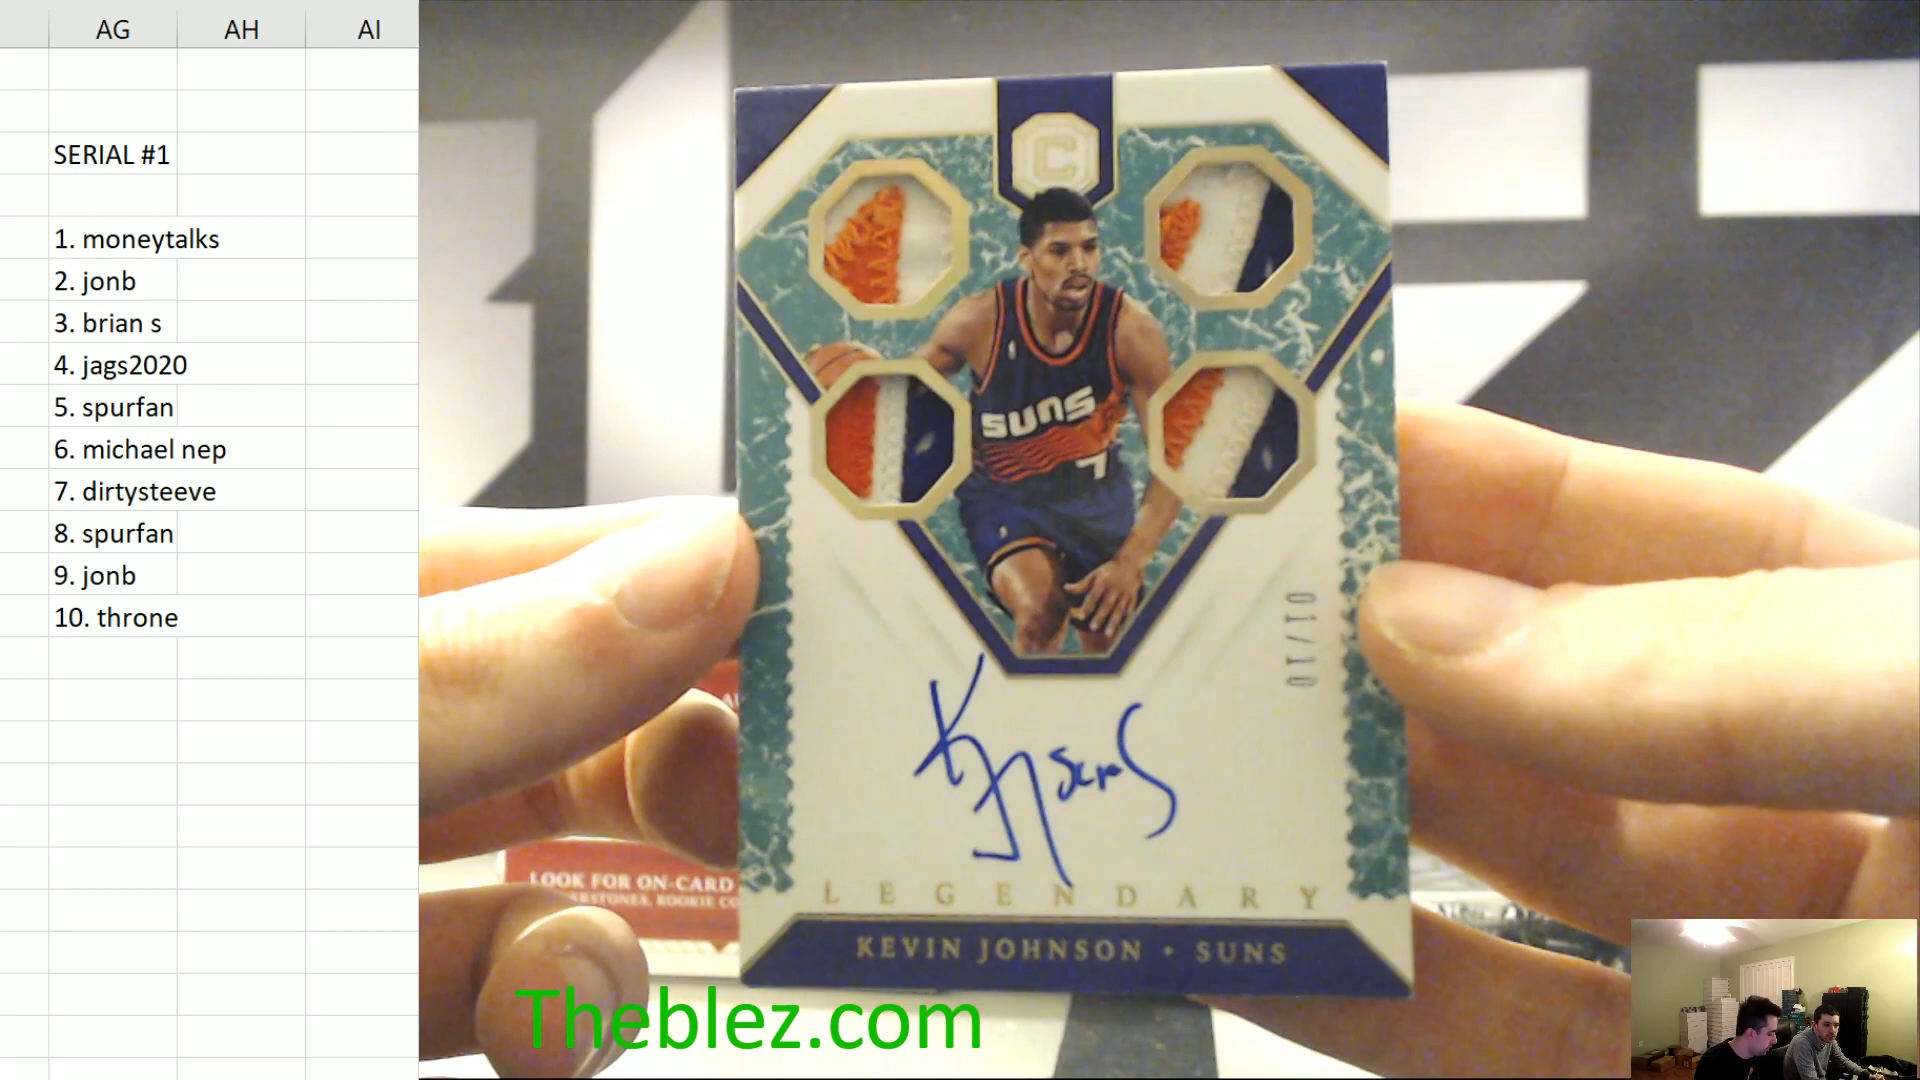 AG AH AI
SERIAL #1
1. moneytalks
2. jonb
3. brian s
4. jags2020
5. spurfan
6. michael nep
7. dirtysteeve
8. spurfan
9. jonb
10. throne
C
SUNS
7
01/10
LEGENDARY
KEVIN JOHNSON • SUNS
LOOK FOR ON-CARD
Theblez.com